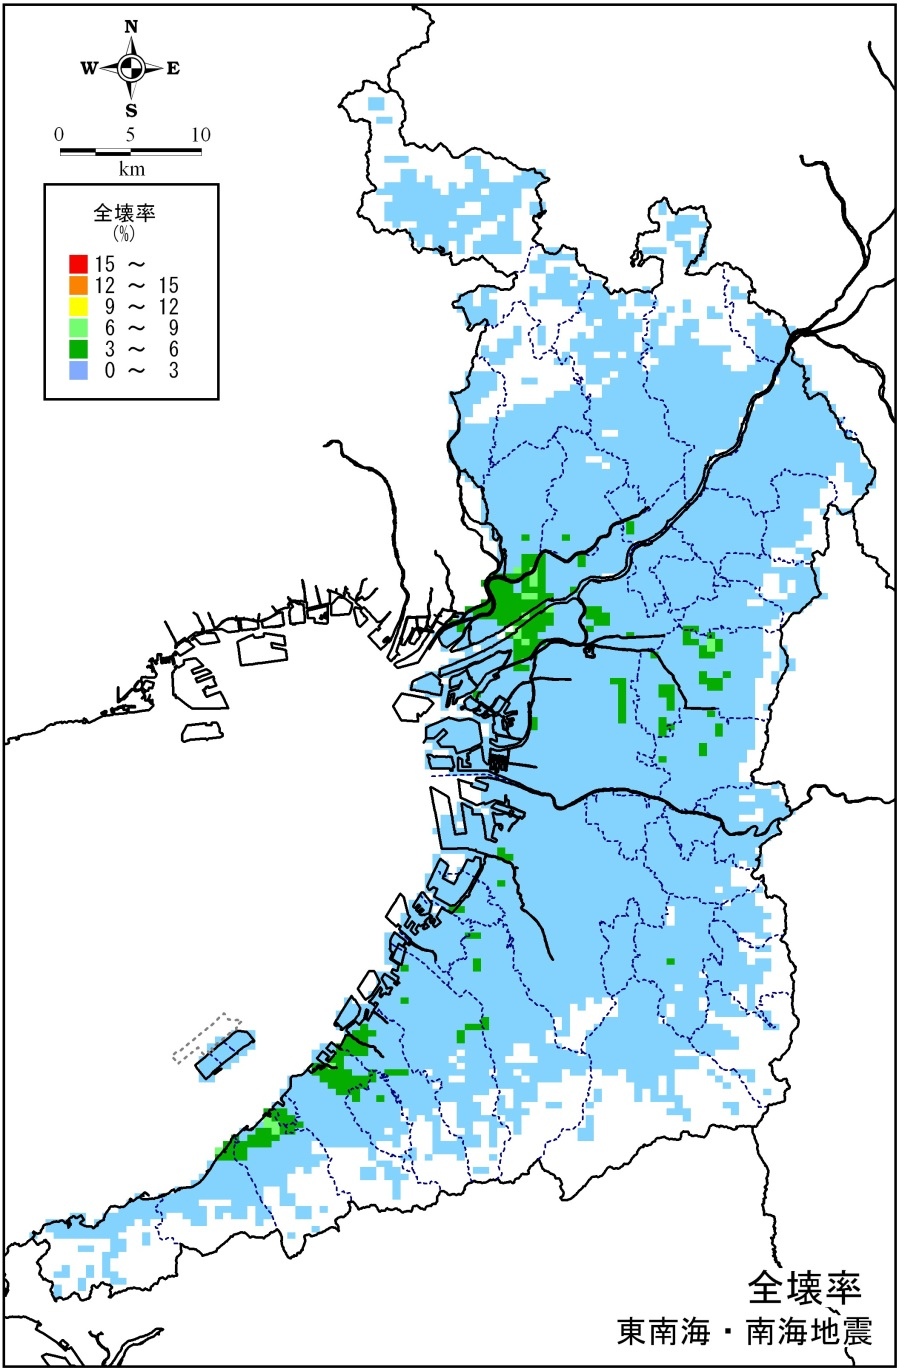 N
W E
S
0 5 10
km
全壊率
(%)
15 ～
12 ～ 15
9 ～ 12
6 ～ 9
3 ～ 6
0 ～ 3
全壊率
東南海・南海地震